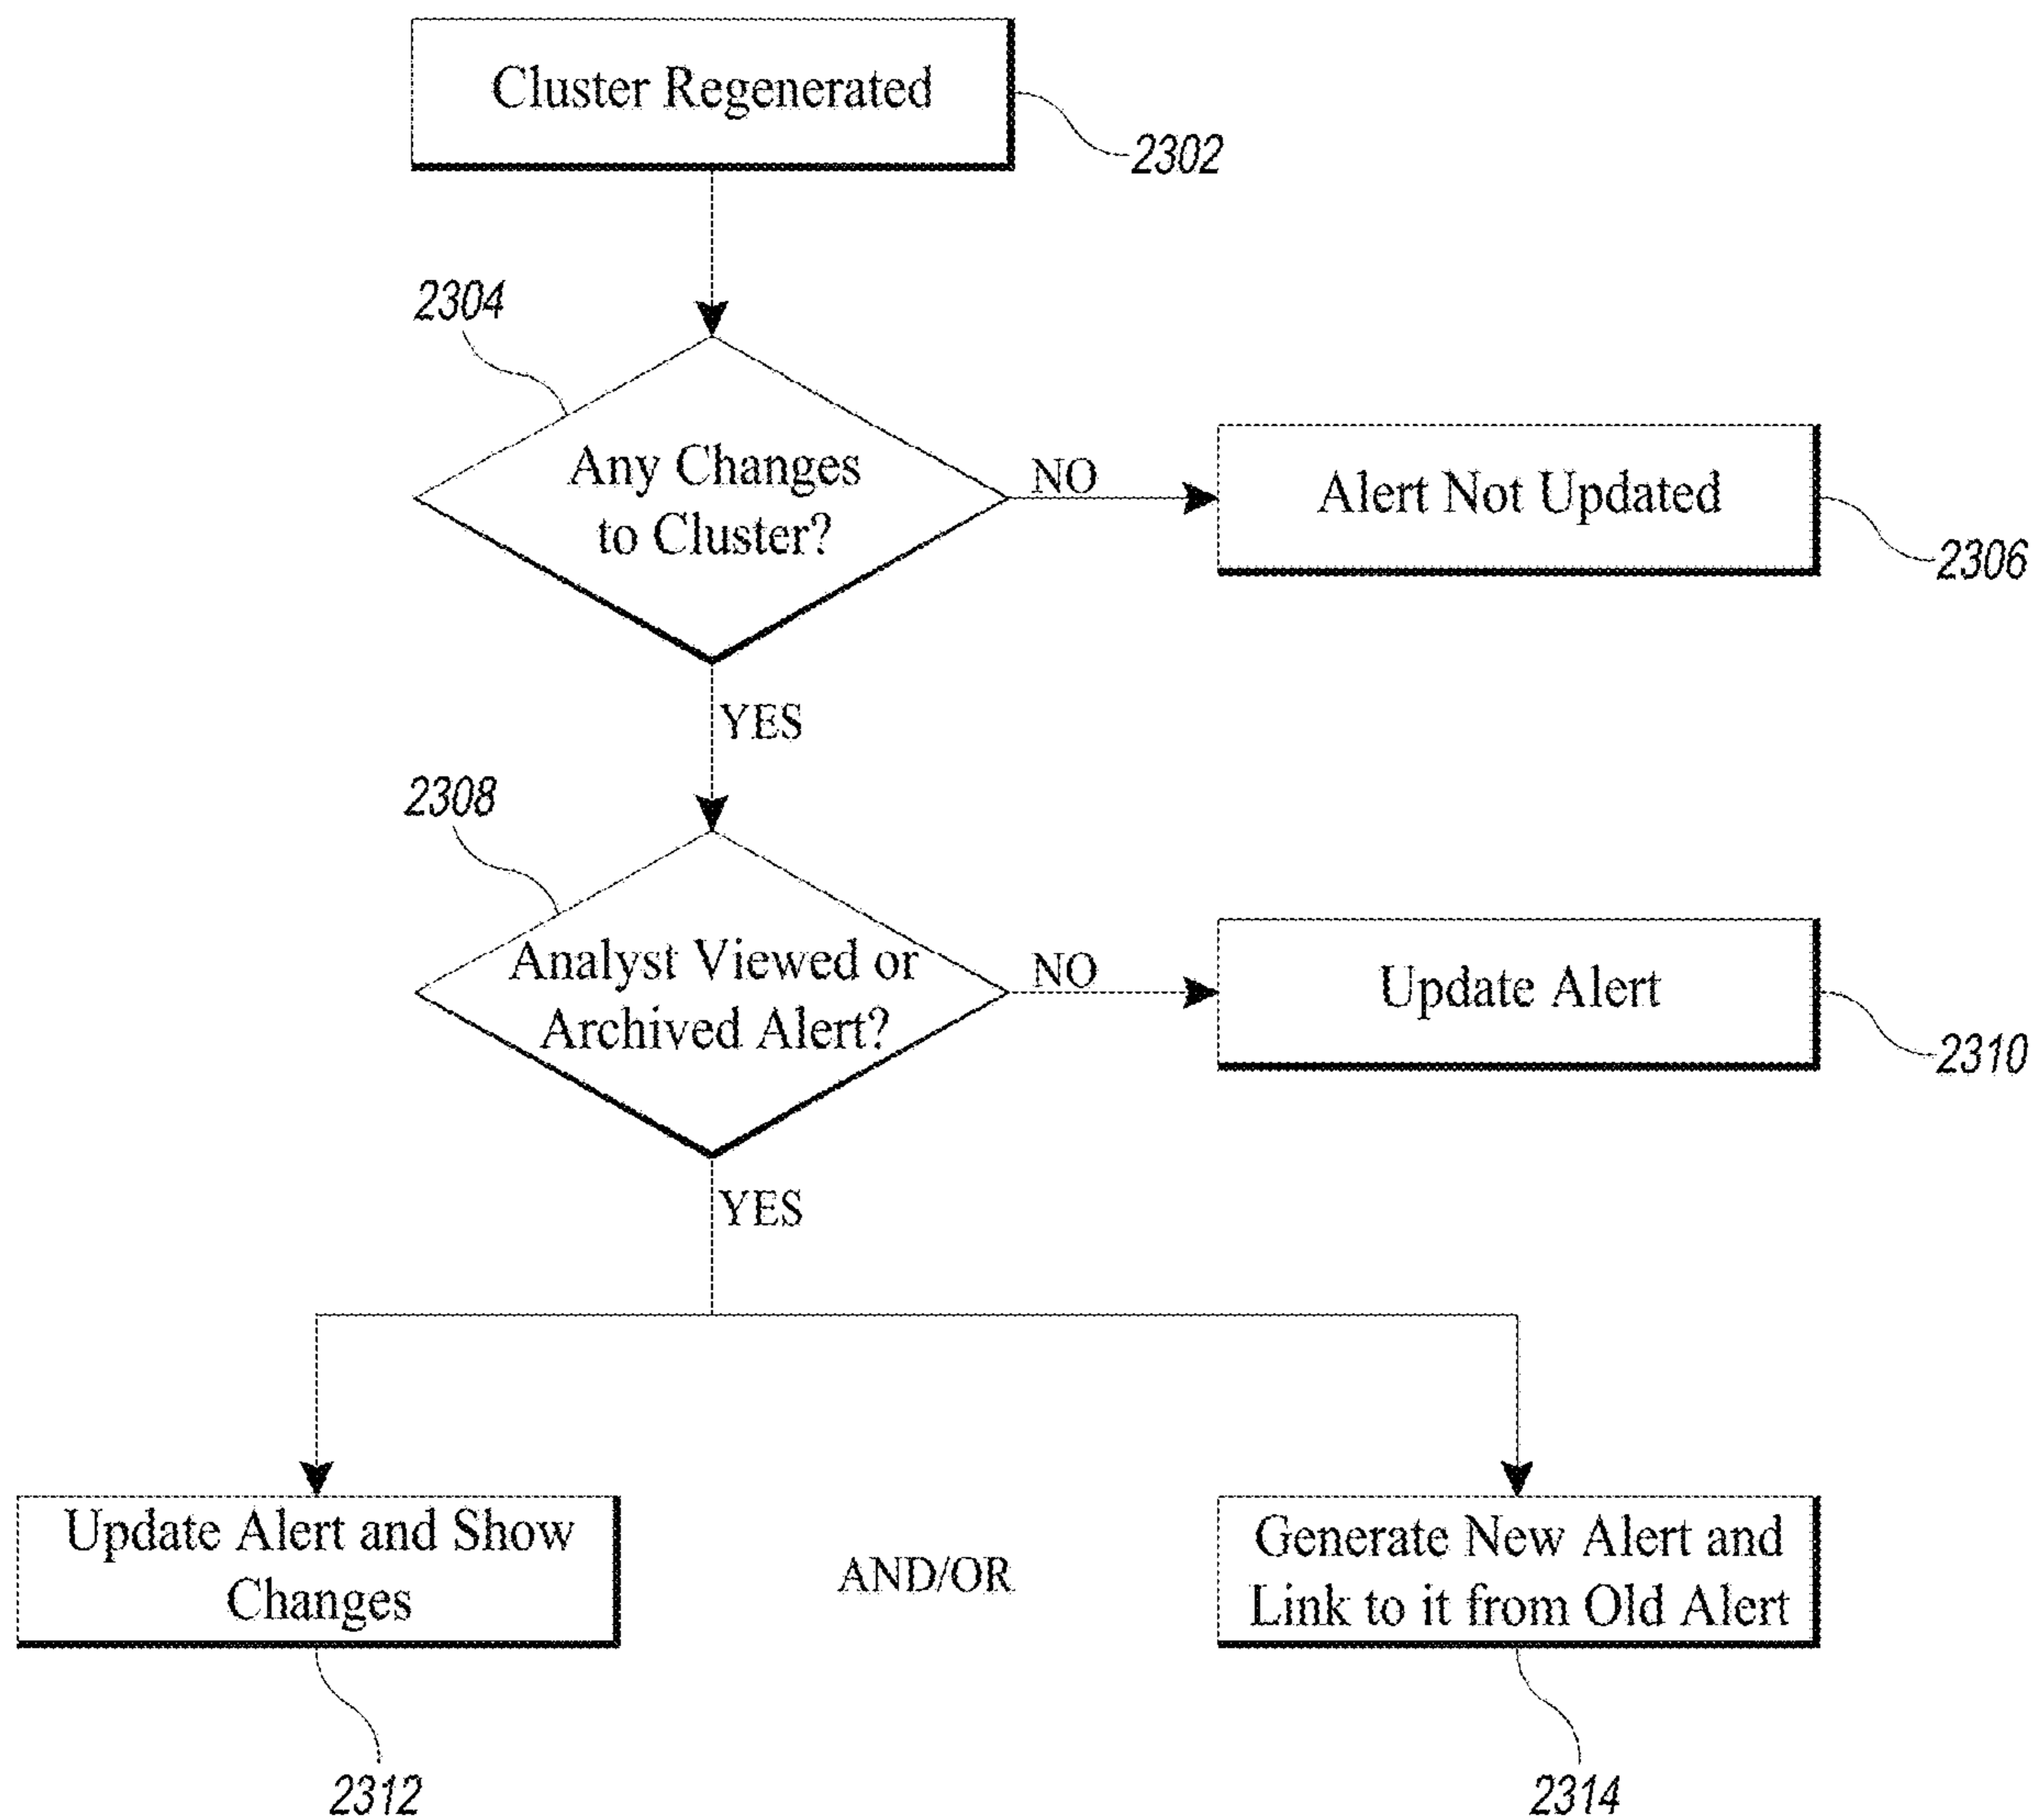 Cluster Regenerated
2302
2304
Any Changes
to Cluster?
NO
Alert Not Updated
2306
YES
2308
Analyst Viewed or
Archived Alert?
NO
Update Alert
2310
YES
Update Alert and Show
Changes
AND/OR
Generate New Alert and
Link to it from Old Alert
2312
2314